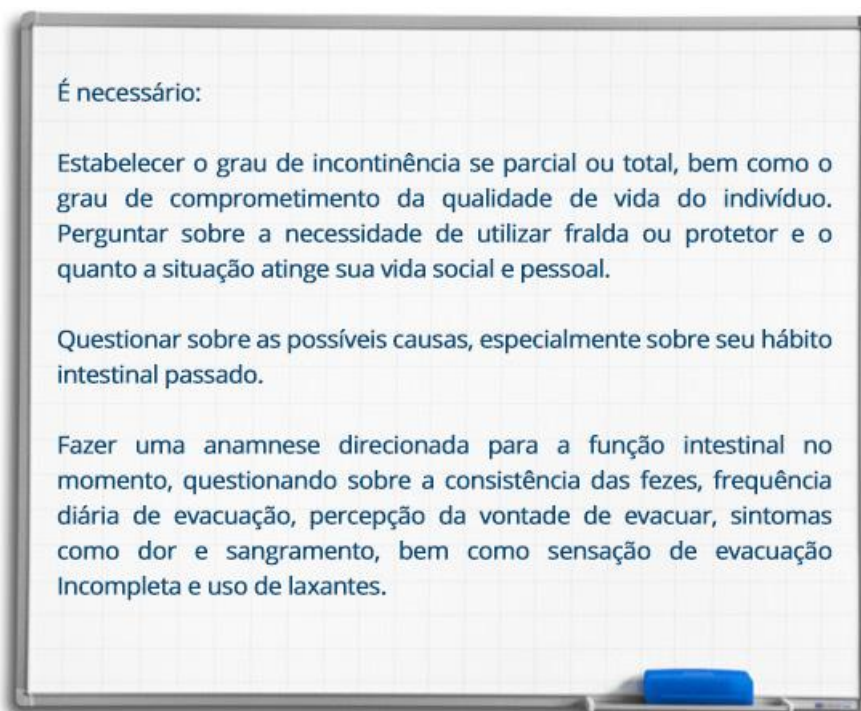 É necessário:
Estabelecer o grau de incontinência se parcial ou total, bem como o
grau de comprometimento da qualidade de vida do indivíduo.
Perguntar sobre a necessidade de utilizar fralda ou protetor e o
quanto a situação atinge sua vida social e pessoal.
Questionar sobre as possíveis causas, especialmente sobre seu hábito
intestinal passado.
Fazer uma anamnese direcionada para a função intestinal no
momento, questionando sobre a consistência das fezes, frequência
diária de evacuação, percepção da vontade de evacuar, sintomas
como dor e sangramento, bem como sensação de evacuação
Incompleta e uso de laxantes.